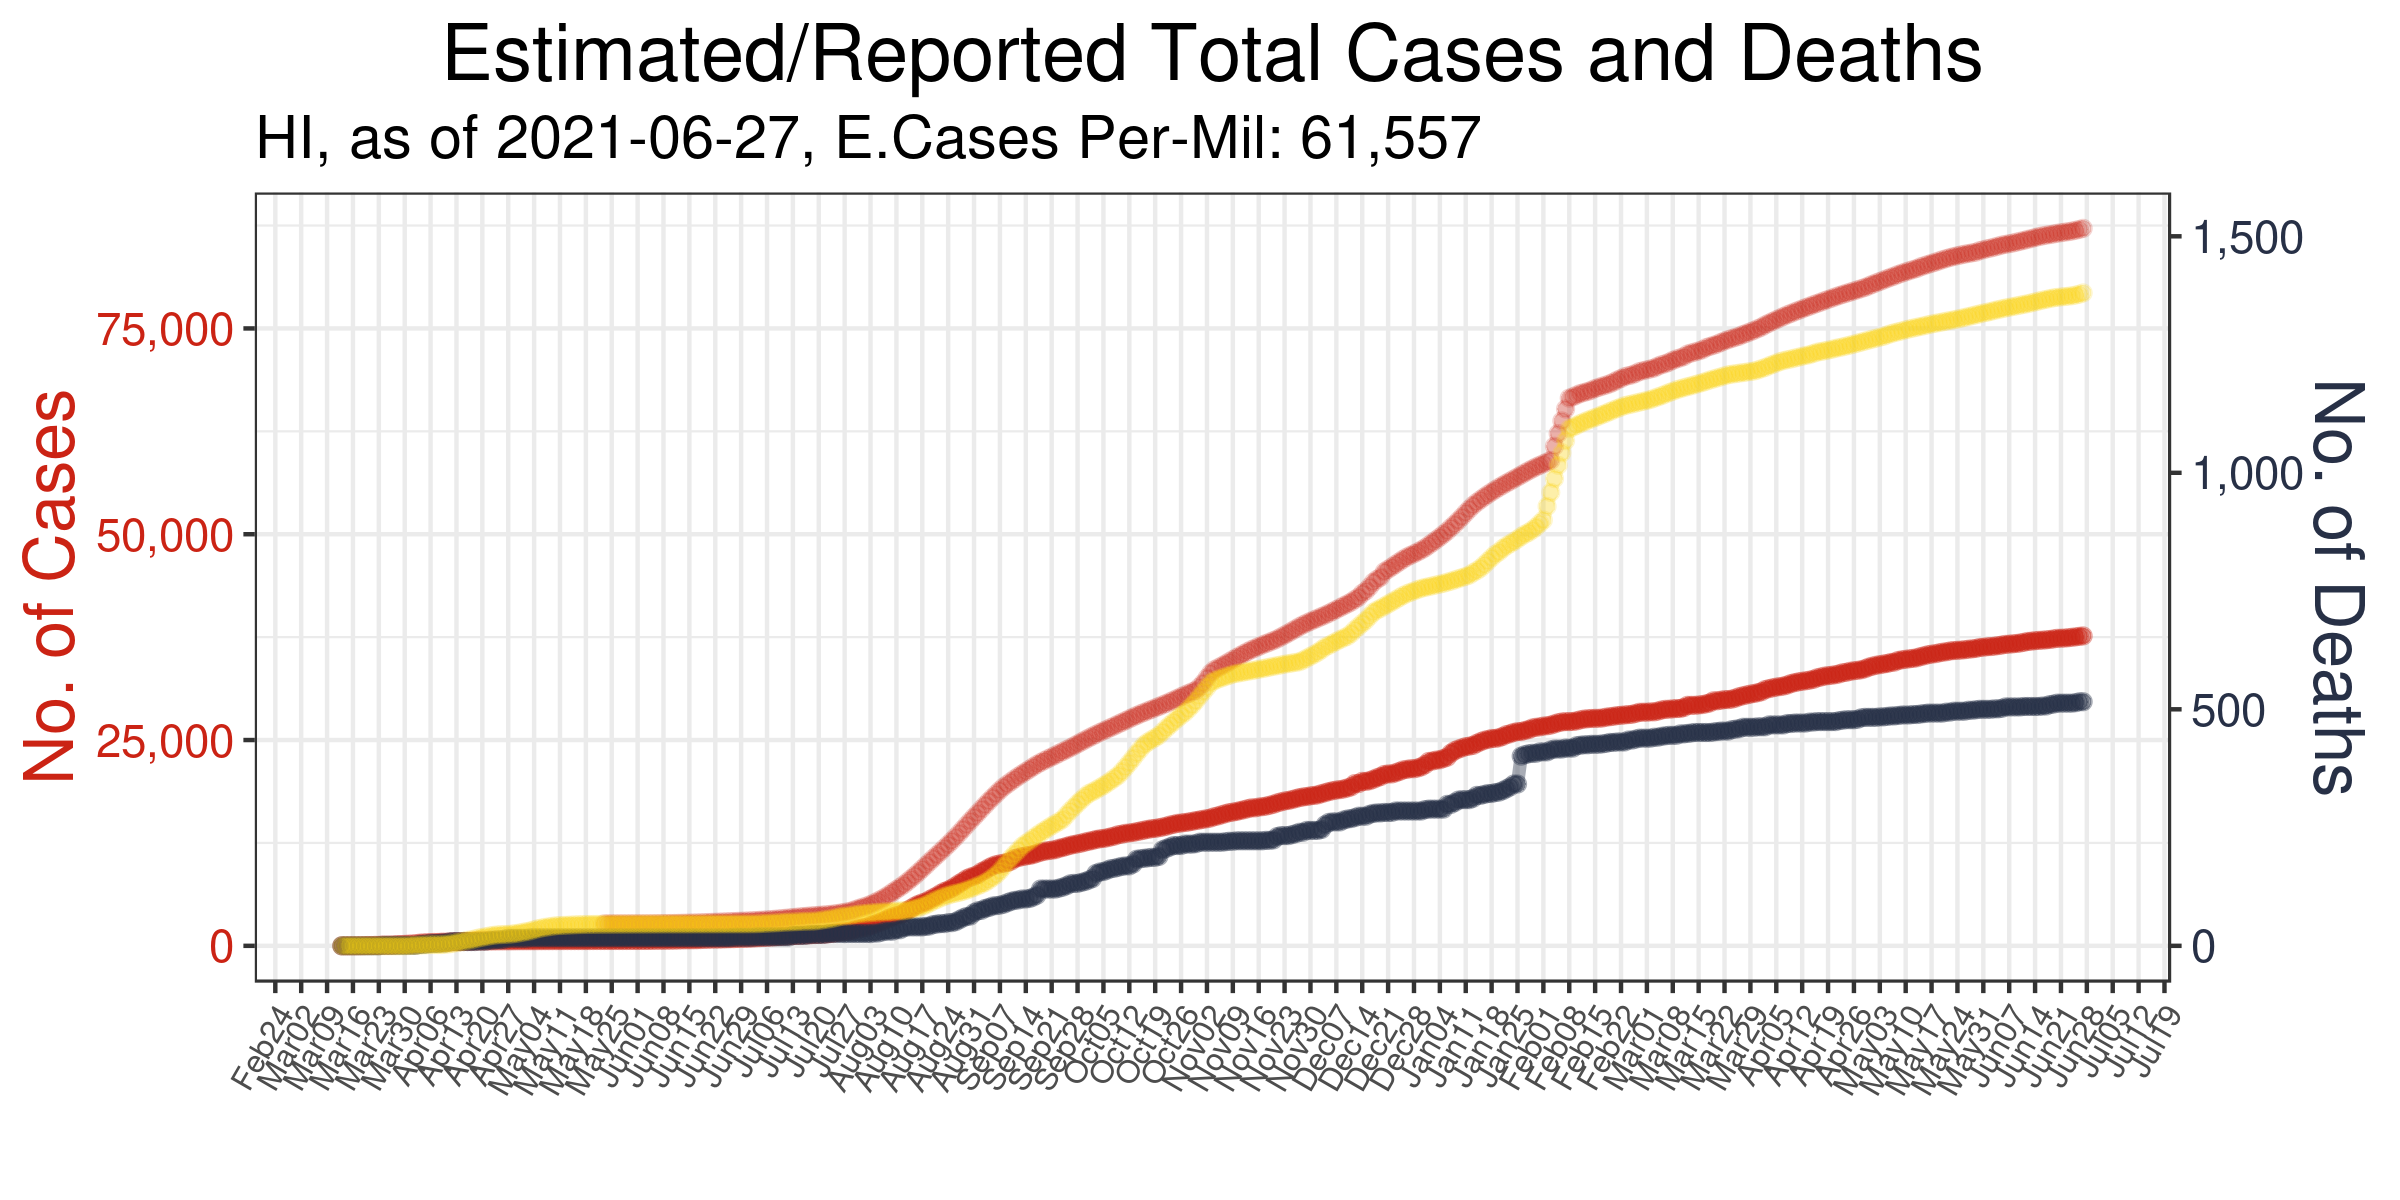 Estimated/Reported Total Cases and Deaths
HI, as of 2021-06-27, E.Cases Per-Mil: 61,557
No. of Cases
75,000
50,000
25,000
0
1,500
1,000
500
0
No. of Deaths
Feb24
Mar02
Mar09
Mar16
Mar23
Mar30
Apr06
Apr13
Apr20
Apr27
May04
May11
May18
May25
Jun01
Jun08
Jun15
Jun22
Jun29
Jul06
Jul13
Jul20
Jul27
Aug03
Aug10
Aug17
Aug24
Aug31
Sep07
Sep14
Sep21
Sep28
Oct05
Oct12
Oct19
Oct26
Nov02
Nov09
Nov16
Nov23
Nov30
Dec07
Dec14
Dec21
Dec28
Jan04
Jan11
Jan18
Jan25
Feb01
Feb08
Feb15
Feb22
Mar01
Mar08
Mar15
Mar22
Mar29
Apr05
Apr12
Apr19
Apr26
May03
May10
May17
May24
May31
Jun07
Jun14
Jun21
Jun28
Jul05
Jul12
Jul19